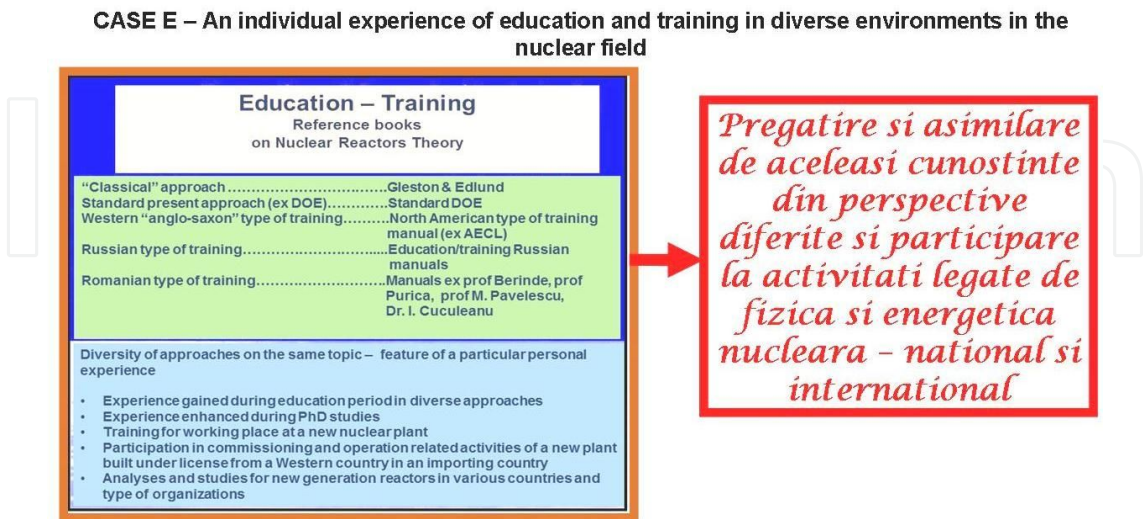 CASE E – An individual experience of education and training in diverse environments in the
nuclear field
Education – Training
Reference books
on Nuclear Reactors Theory
“Classical” approach…………………………Gleston & Edlund
Standard present approach (ex DOE)…………Standard DOE
Western “anglo-saxon” type of training………North American type of training
manual (ex AECL)
Russian type of training……………………......Education/training Russian
manuals
Romanian type of training………………………Manuals ex prof Berinde, prof
Purica, prof M. Pavelescu,
Dr. I. Cuculeanu
Diversity of approaches on the same topic – feature of a particular personal
experience
• Experience gained during education period in diverse approaches
• Experience enhanced during PhD studies
• Training for working place at a new nuclear plant
• Participation in commissioning and operation related activities of a new plant
built under license from a Western country in an importing country
• Analyses and studies for new generation reactors in various countries and
type of organizations
Pregatire si asimilare
de aceleasi cunostinte
din perspective
diferite si participare
la activitati legate de
fizica si energetica
nucleara – national si
international